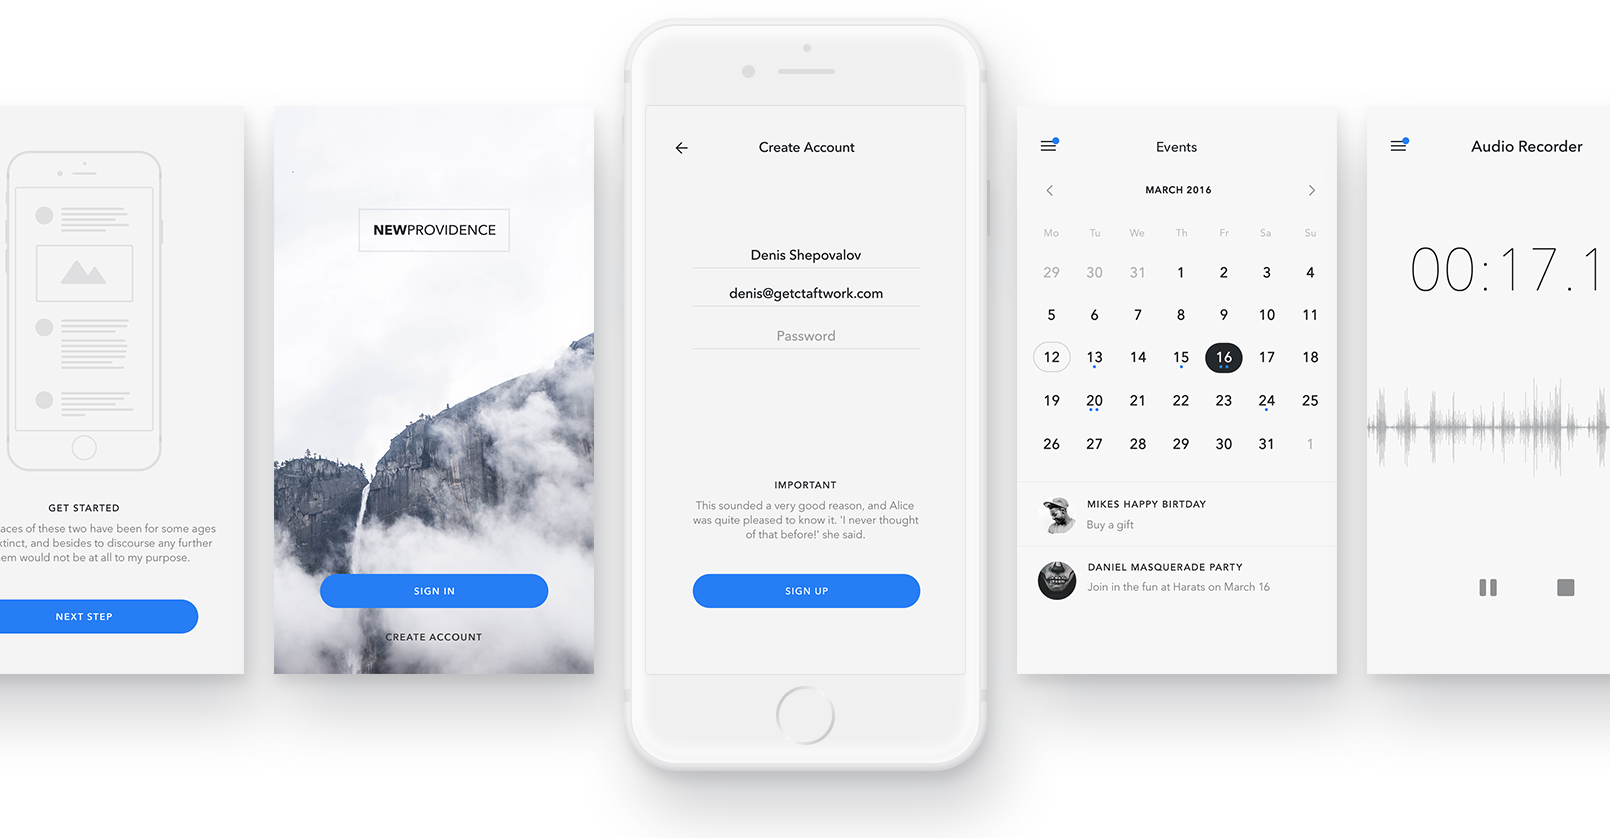 GET STARTED
aces of these two have been for some ages
xtinct, and besides to discourse any further
em would not be at all to my purpose.
NEXT STEP
NEWPROVIDENCE
SIGN IN
CREATE ACCOUNT
Create Account
Denis Shepovalov
denis@getctaftwork.com
Password
IMPORTANT
This sounded a very good reason, and Alice
was quite pleased to know it. 'I never thought
of that before!' she said.
SIGN UP
Events
MARCH 2016
Mo Tu We Th Fr Sa Su
29 30 31 1 2 3 4
5 6 7 8 9 10 11
12 13 14 15 16 17 18
19 20 21 22 23 24 25
26 27 28 29 30 31 1
MIKES HAPPY BIRTDAY
Buy a gift
DANIEL MASQUERADE PARTY
Join in the fun at Harats on March 16
Audio Recorder
00:17.1